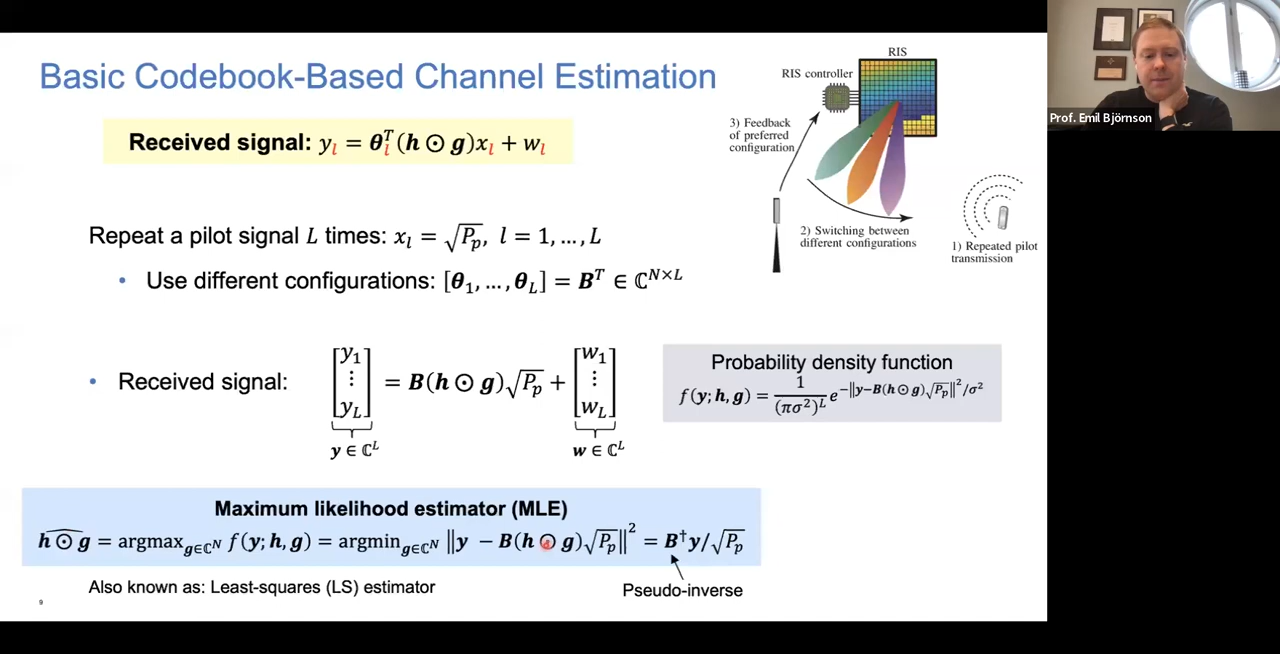 Basic Codebook-Based Channel Estimation
Received signal: y_l = θ_l^T(h ⊙ g)x_l + w_l
Repeat a pilot signal L times: x_l = √P_p, l = 1, …, L
• Use different configurations: [θ_1, …, θ_L] = B^T ∈ ℂ^{N×L}
• Received signal: [y_1 ⋮ y_L] = B(h ⊙ g)√P_p + [w_1 ⋮ w_L]
y ∈ ℂ^L w ∈ ℂ^L
Probability density function
f(y; h, g) = 1/(πσ²)^L e^{−‖y−B(h⊙g)√P_p‖²/σ²}
Maximum likelihood estimator (MLE)
\widehat{h ⊙ g} = argmax_{g∈ℂ^N} f(y; h, g) = argmin_{g∈ℂ^N} ‖y − B(h ⊙ g)√P_p‖² = B^†y/√P_p
Also known as: Least-squares (LS) estimator
Pseudo-inverse
9
RIS
RIS controller
3) Feedback
of preferred
configuration
2) Switching between
different configurations
1) Repeated pilot
transmission
Prof. Emil Björnson